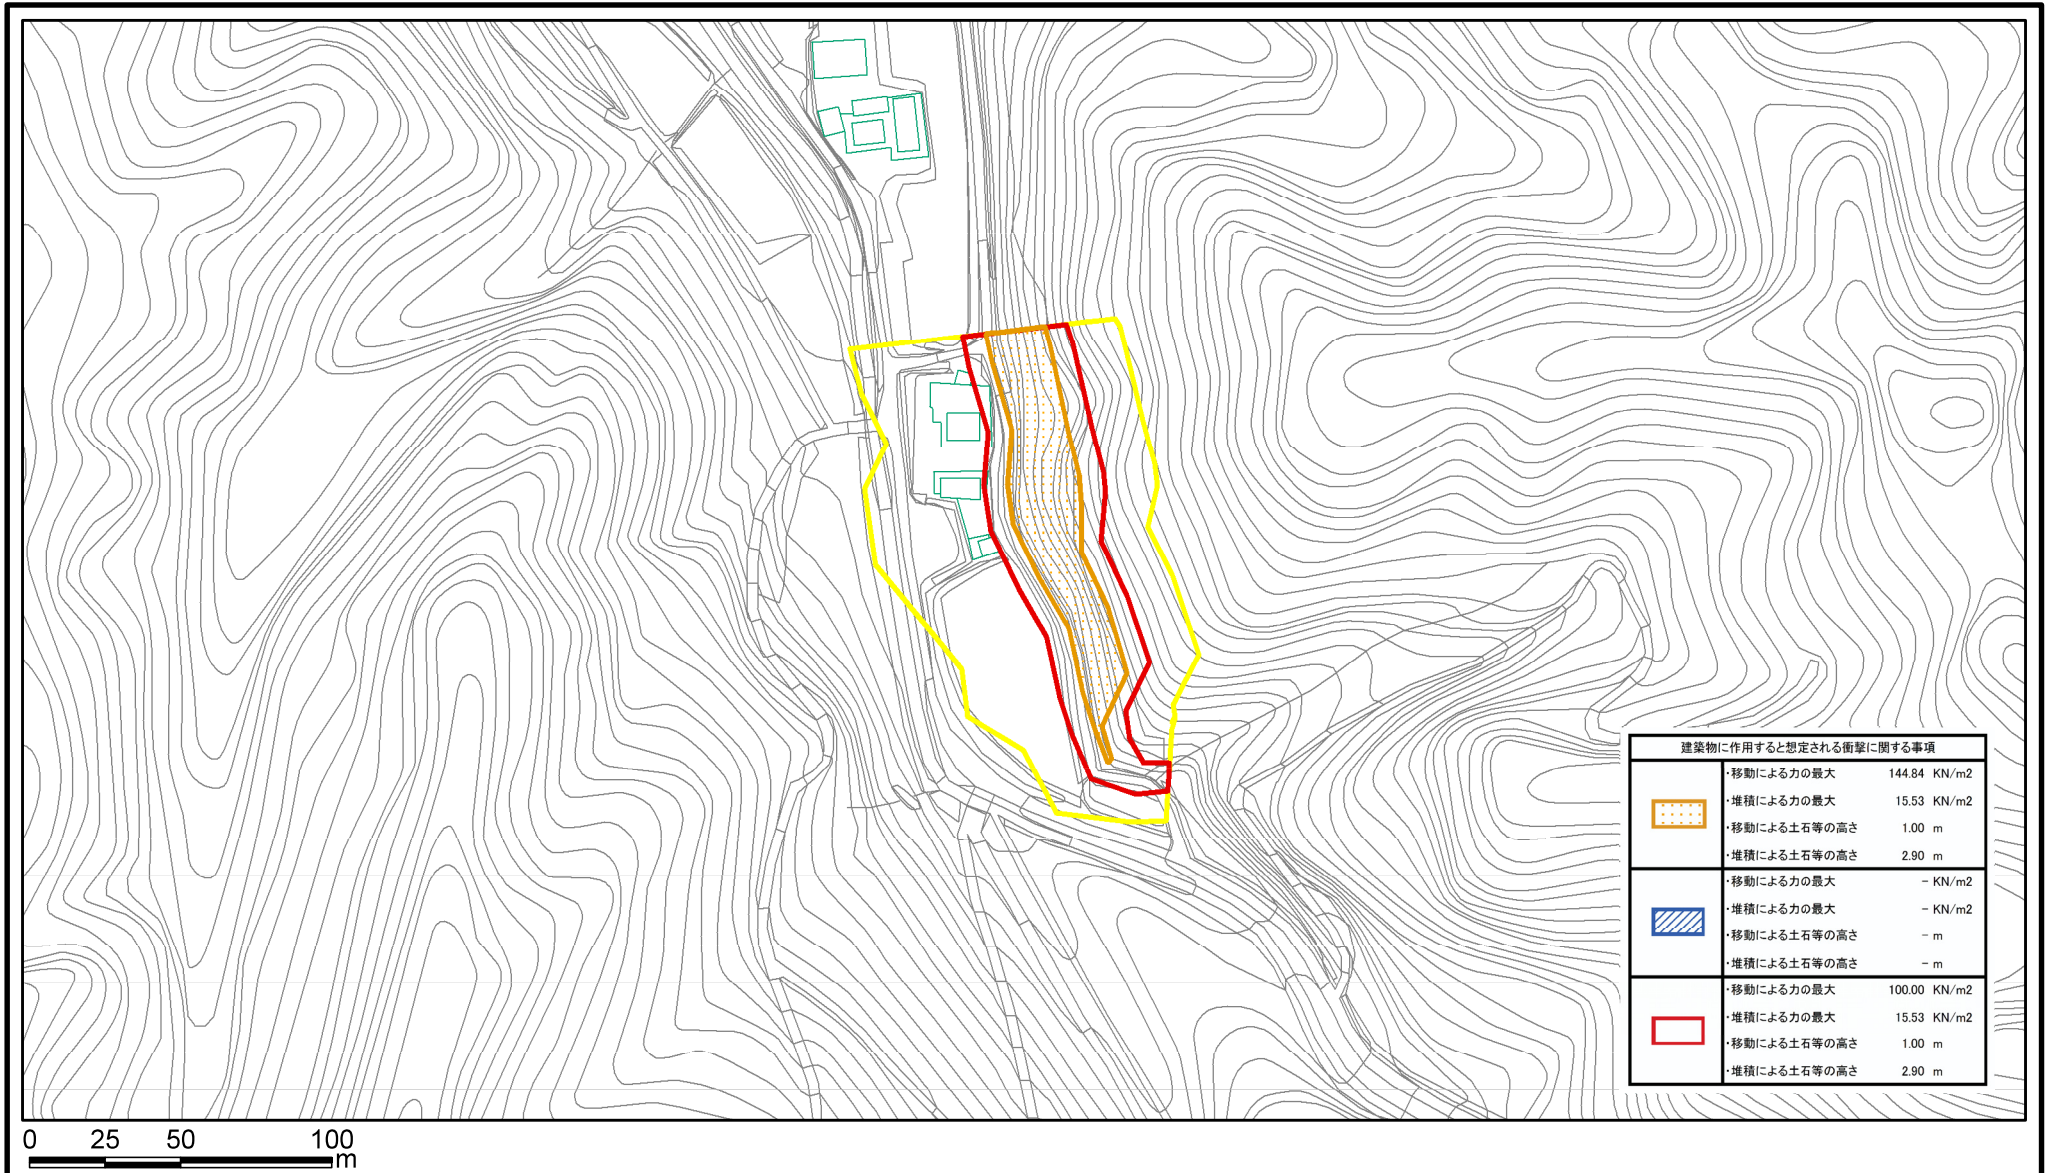 建築物に作用すると想定される衝撃に関する事項
・移動による力の最大 144.84 KN/m2
・堆積による力の最大 15.53 KN/m2
・移動による土石等の高さ 1.00 m
・堆積による土石等の高さ 2.90 m
・移動による力の最大 － KN/m2
・堆積による力の最大 － KN/m2
・移動による土石等の高さ － m
・堆積による土石等の高さ － m
・移動による力の最大 100.00 KN/m2
・堆積による力の最大 15.53 KN/m2
・移動による土石等の高さ 1.00 m
・堆積による土石等の高さ 2.90 m
0 25 50 100
m